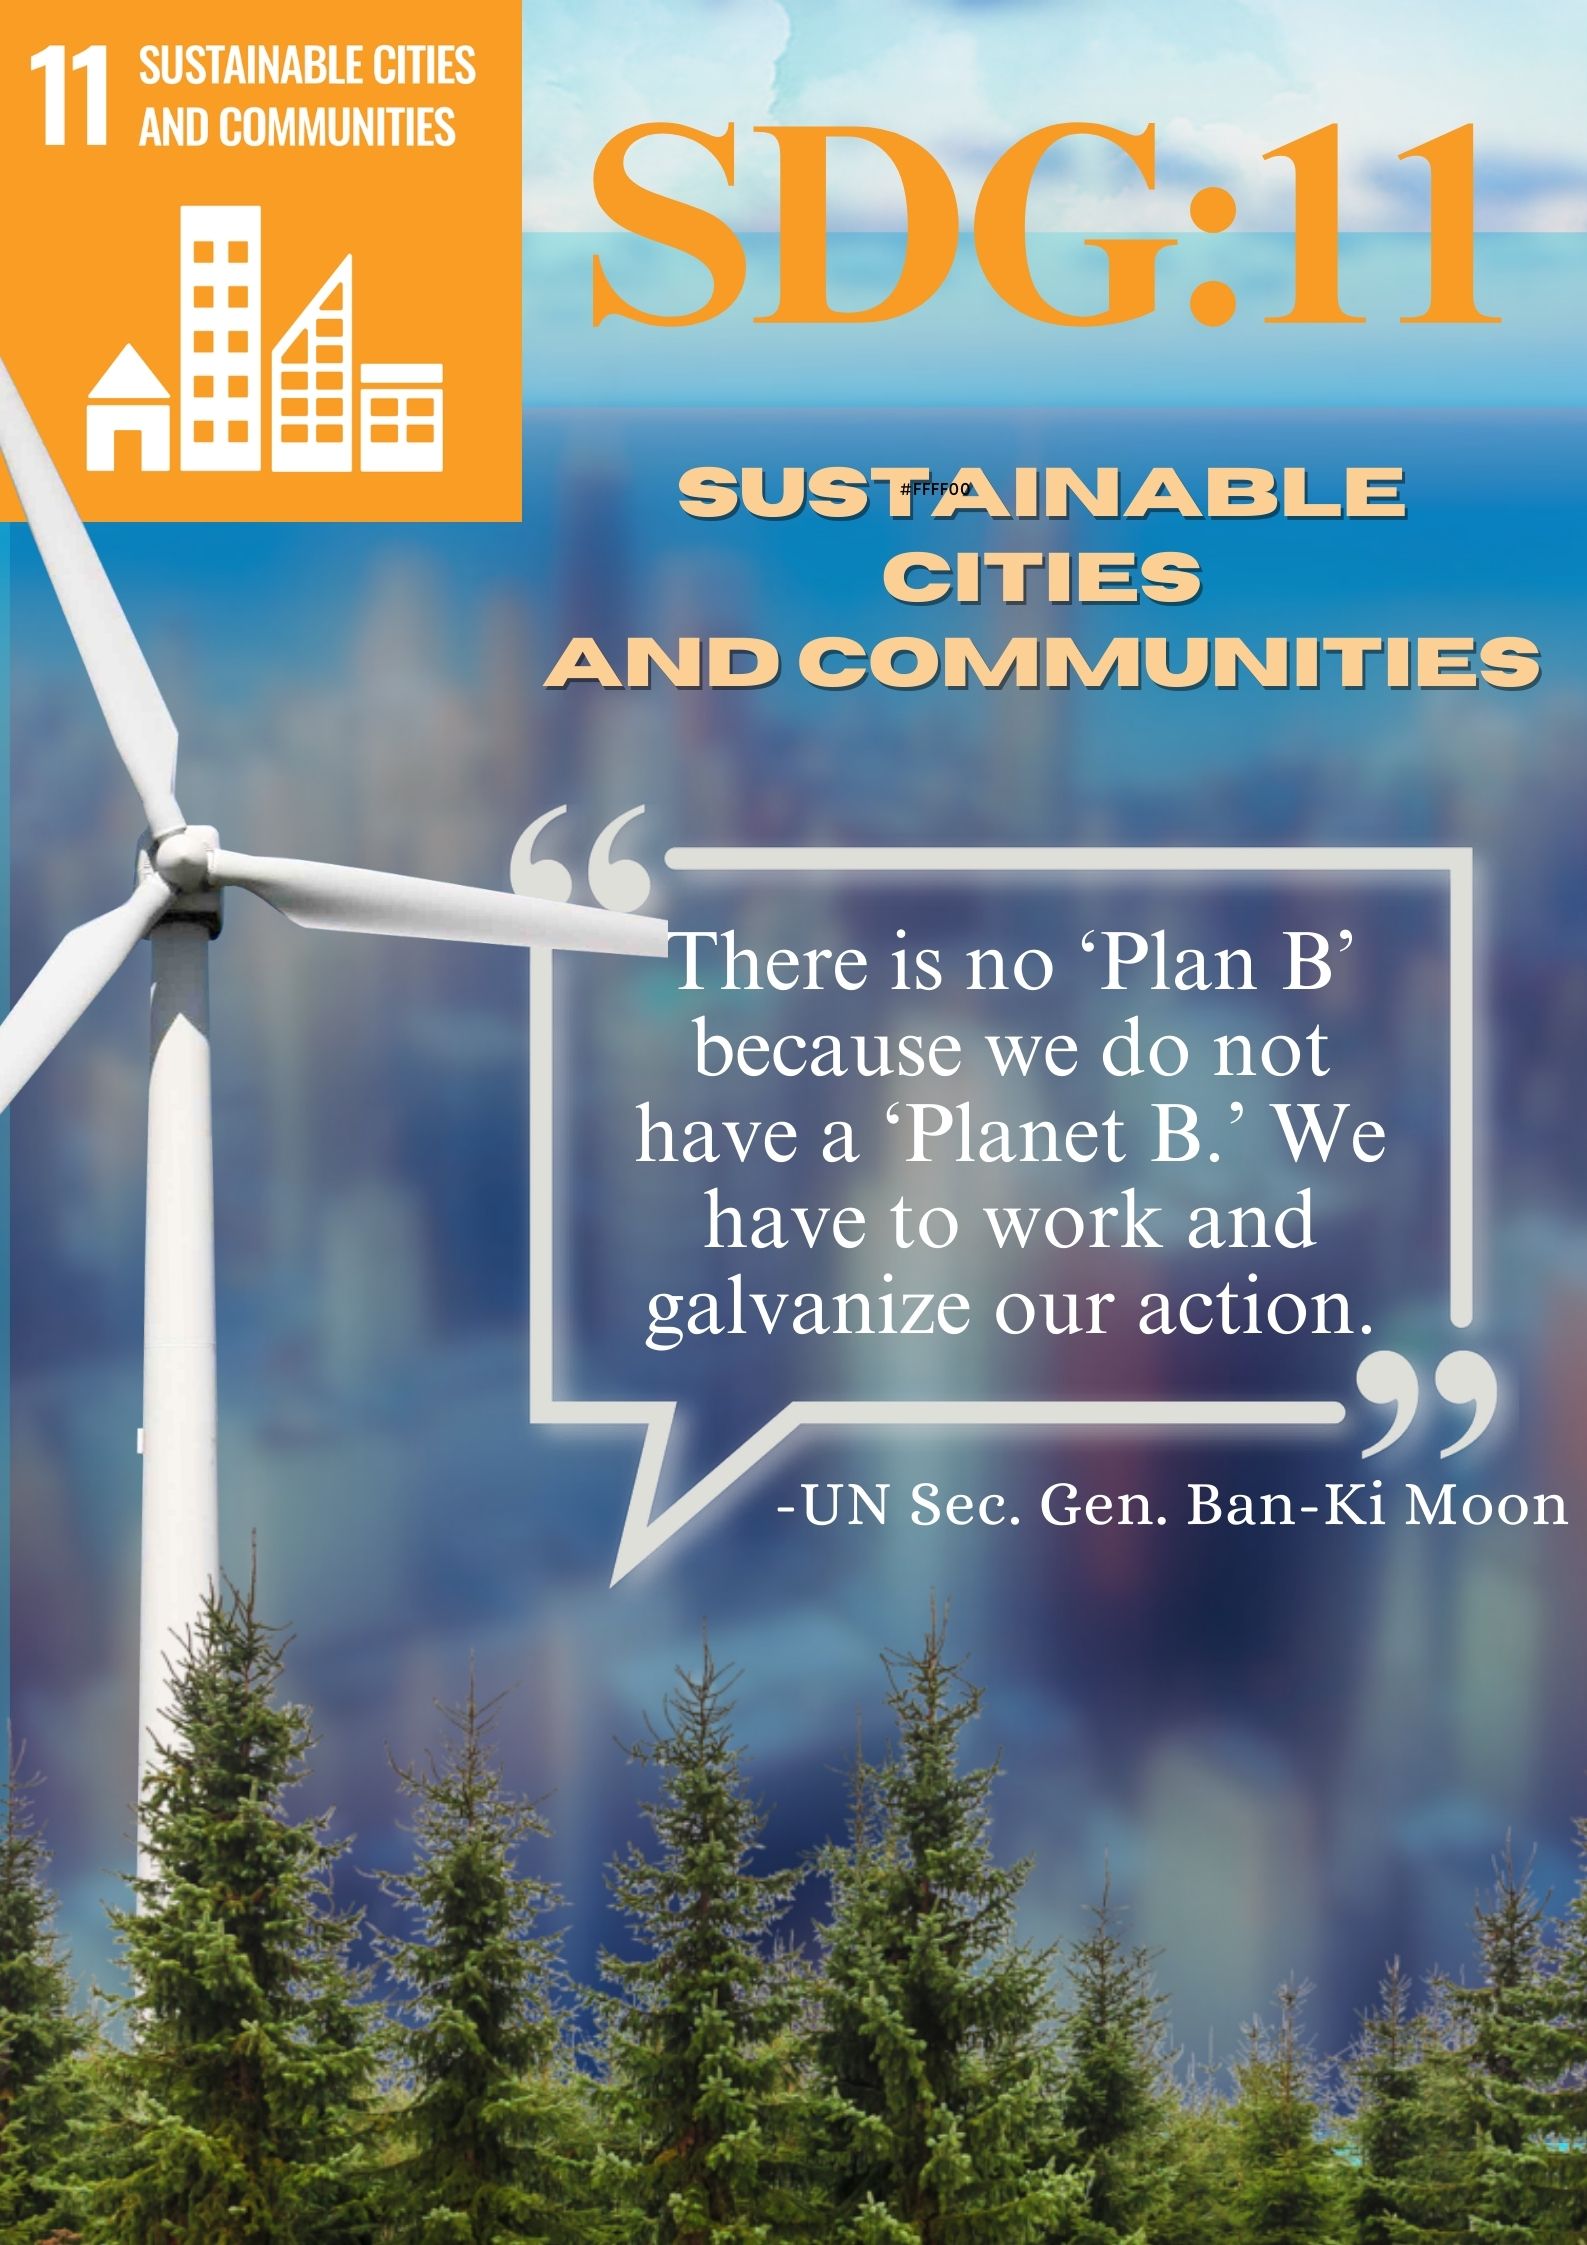 11 SUSTAINABLE CITIES
AND COMMUNITIES
SDG:11
SUSTAINABLE
#FFFF00
CITIES
AND COMMUNITIES
“
There is no ‘Plan B’
because we do not
have a ‘Planet B.’ We
have to work and
galvanize our action.
”
-UN Sec. Gen. Ban-Ki Moon